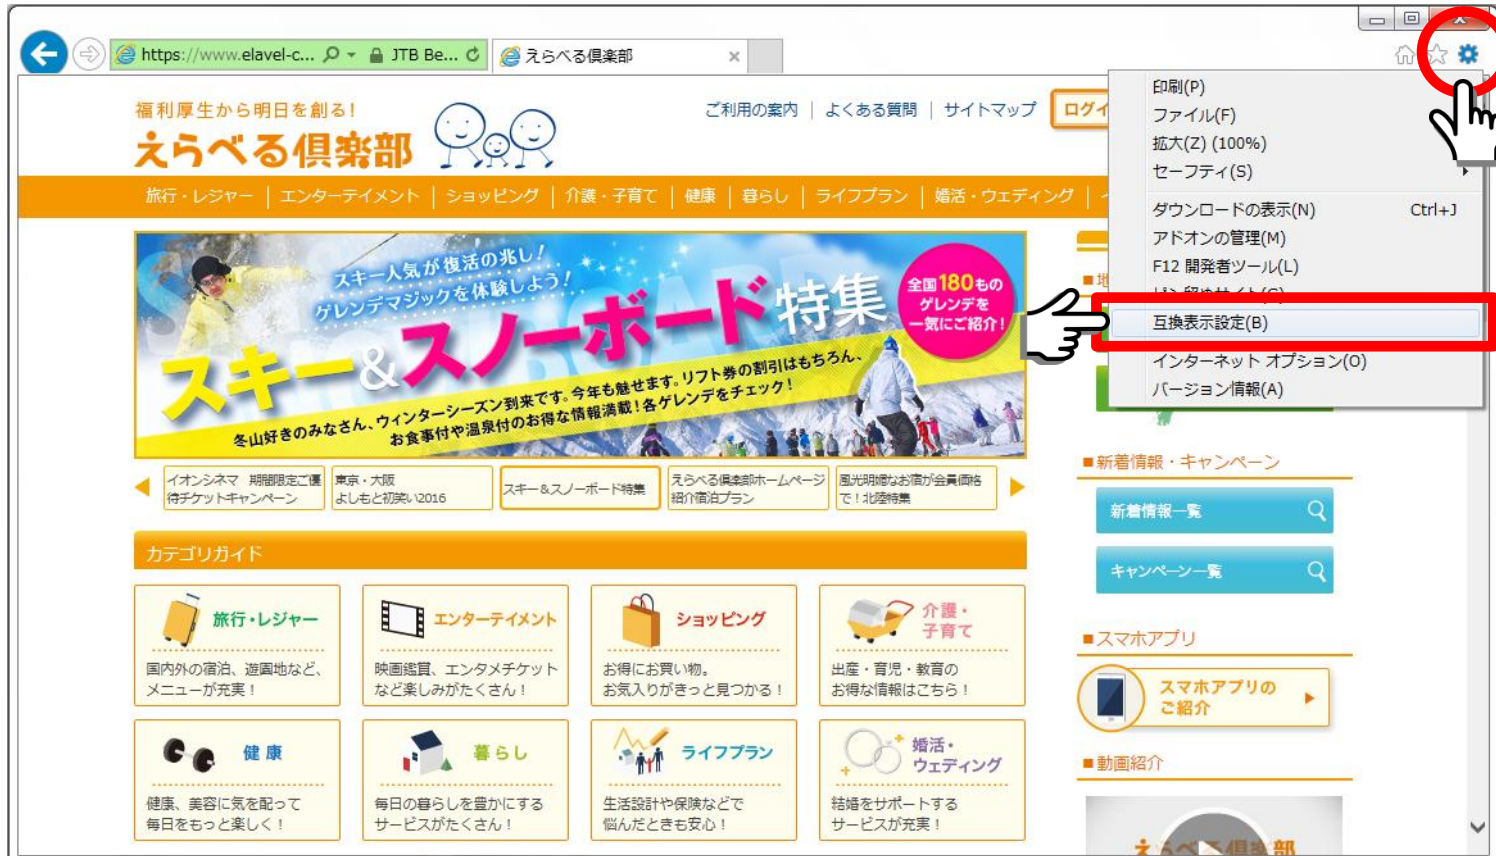 https://www.elavel-c...
JTB Be...
えらべる倶楽部
福利厚生から明日を創る！
えらべる倶楽部
ご利用の案内 | よくある質問 | サイトマップ
ログイ
旅行・レジャー | エンターテイメント | ショッピング | 介護・子育て | 健康 | 暮らし | ライフプラン | 婚活・ウェディング |
印刷(P)
ファイル(F)
拡大(Z) (100%)
セーフティ(S)
ダウンロードの表示(N) Ctrl+J
アドオンの管理(M)
F12 開発者ツール(L)
ピン留めサイト(G)
互換表示設定(B)
インターネット オプション(O)
バージョン情報(A)
スキー人気が復活の兆し！
ゲレンデマジックを体験しよう！
スキー&スノーボード特集
全国180もの
ゲレンデを
一気にご紹介！
冬山好きのみなさん、ウィンターシーズン到来です。今年も魅せます。リフト券の割引はもちろん、
お食事付や温泉付のお得な情報満載！各ゲレンデをチェック！
■地
イオンシネマ 期間限定ご優
待チケットキャンペーン
東京・大阪
よしもと初笑い2016
スキー&スノーボード特集
えらべる倶楽部ホームページ
紹介宿泊プラン
風光明媚なお宿が会員価格
で！北陸特集
■新着情報・キャンペーン
新着情報一覧
キャンペーン一覧
カテゴリガイド
旅行・レジャー
国内外の宿泊、遊園地など、
メニューが充実！
エンターテイメント
映画鑑賞、エンタメチケット
など楽しみがたくさん！
ショッピング
お得にお買い物。
お気入りがきっと見つかる！
介護・
子育て
出産・育児・教育の
お得な情報はこちら！
■スマホアプリ
スマホアプリの
ご紹介
健康
健康、美容に気を配って
毎日をもっと楽しく！
暮らし
毎日の暮らしを豊かにする
サービスがたくさん！
ライフプラン
生活設計や保険などで
悩んだときも安心！
婚活・
ウェディング
結婚をサポートする
サービスが充実！
■動画紹介